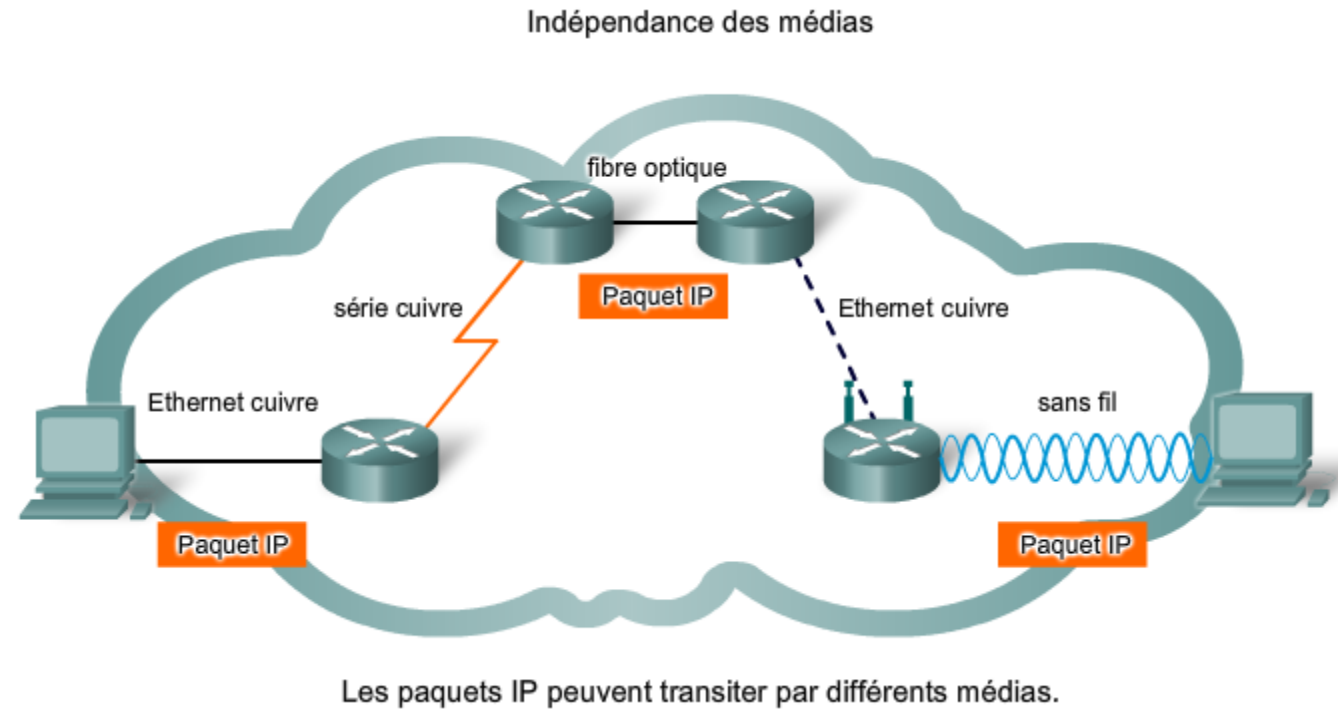 Indépendance des médias
fibre optique
Paquet IP
série cuivre
Ethernet cuivre
Ethernet cuivre
sans fil
Paquet IP
Paquet IP
Les paquets IP peuvent transiter par différents médias.